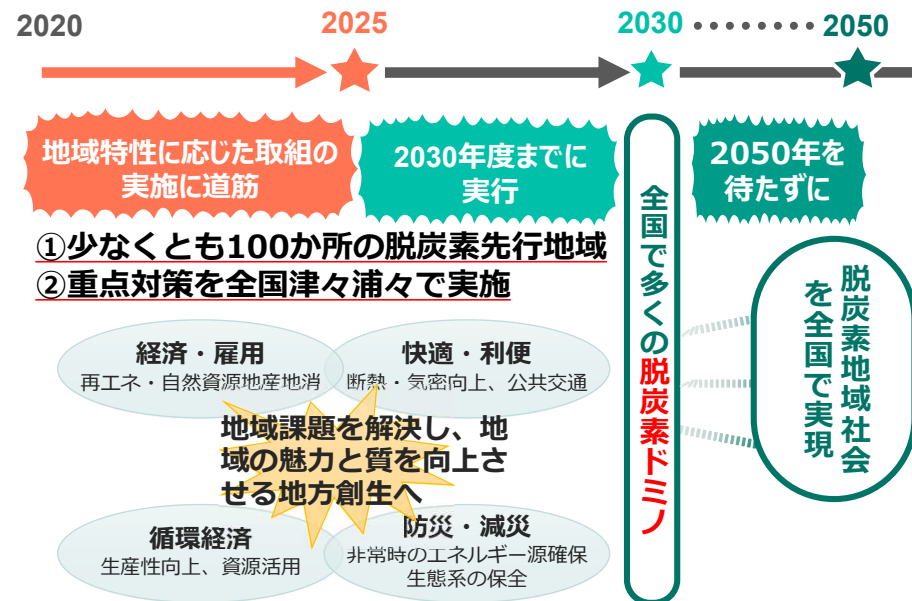 2020
2025
2030 ・・・・・・・・ 2050
地域特性に応じた取組の
実施に道筋
2030年度までに
実行
2050年を
待たずに
①少なくとも100か所の脱炭素先行地域
②重点対策を全国津々浦々で実施
経済・雇用
再エネ・自然資源地産地消
快適・利便
断熱・気密向上、公共交通
地域課題を解決し、地
域の魅力と質を向上さ
せる地方創生へ
循環経済
生産性向上、資源活用
防災・減災
非常時のエネルギー源確保
生態系の保全
全国で多くの脱炭素ドミノ
脱炭素地域社会
を全国で実現